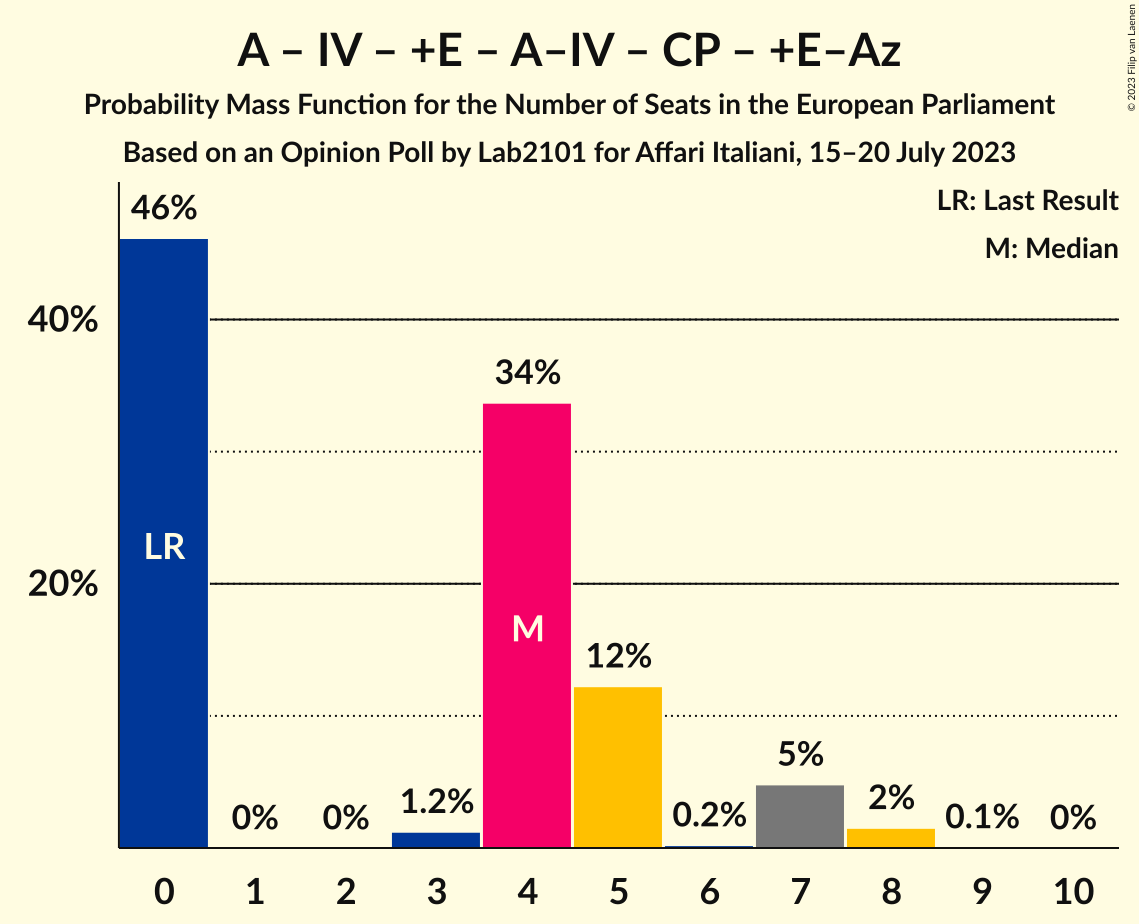 A – IV – +E – A–IV – CP – +E–Az
Probability Mass Function for the Number of Seats in the European Parliament
Based on an Opinion Poll by Lab2101 for Affari Italiani, 15–20 July 2023
© 2023 Filip van Laenen
LR: Last Result
M: Median
46%
40%
34%
LR
20%
M
12%
5%
1.2%
2%
0%
0%
0.2%
0.1%
0%
0 1 2 3 4 5 6 7 8 9 10